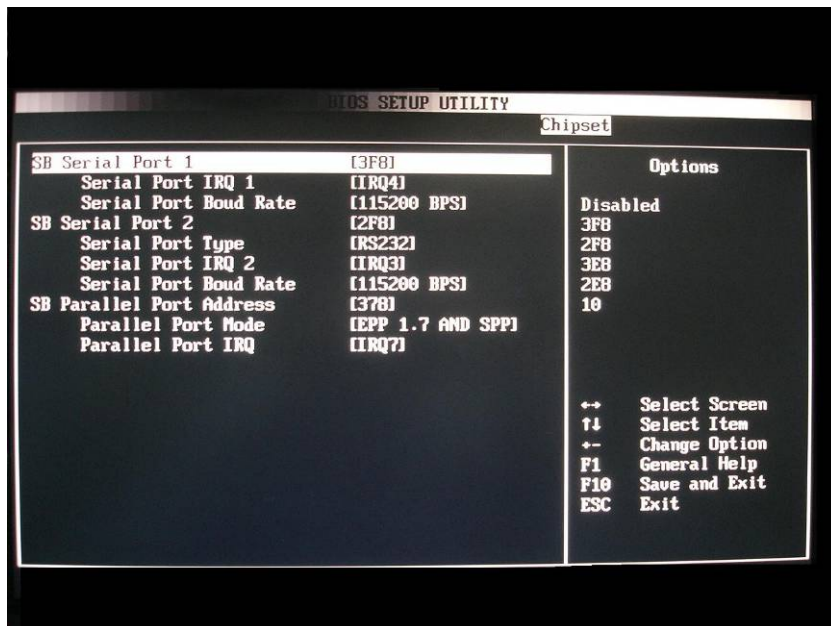 BIOS SETUP UTILITY
Chipset
SB Serial Port 1 [3F8]
Serial Port IRQ 1 [IRQ4]
Serial Port Boud Rate [115200 BPS]
SB Serial Port 2 [2F8]
Serial Port Type [RS232]
Serial Port IRQ 2 [IRQ3]
Serial Port Boud Rate [115200 BPS]
SB Parallel Port Address [378]
Parallel Port Mode [EPP 1.7 AND SPP]
Parallel Port IRQ [IRQ7]
Options
Disabled
3F8
2F8
3E8
2E8
10
↔ Select Screen
↑↓ Select Item
+- Change Option
F1 General Help
F10 Save and Exit
ESC Exit